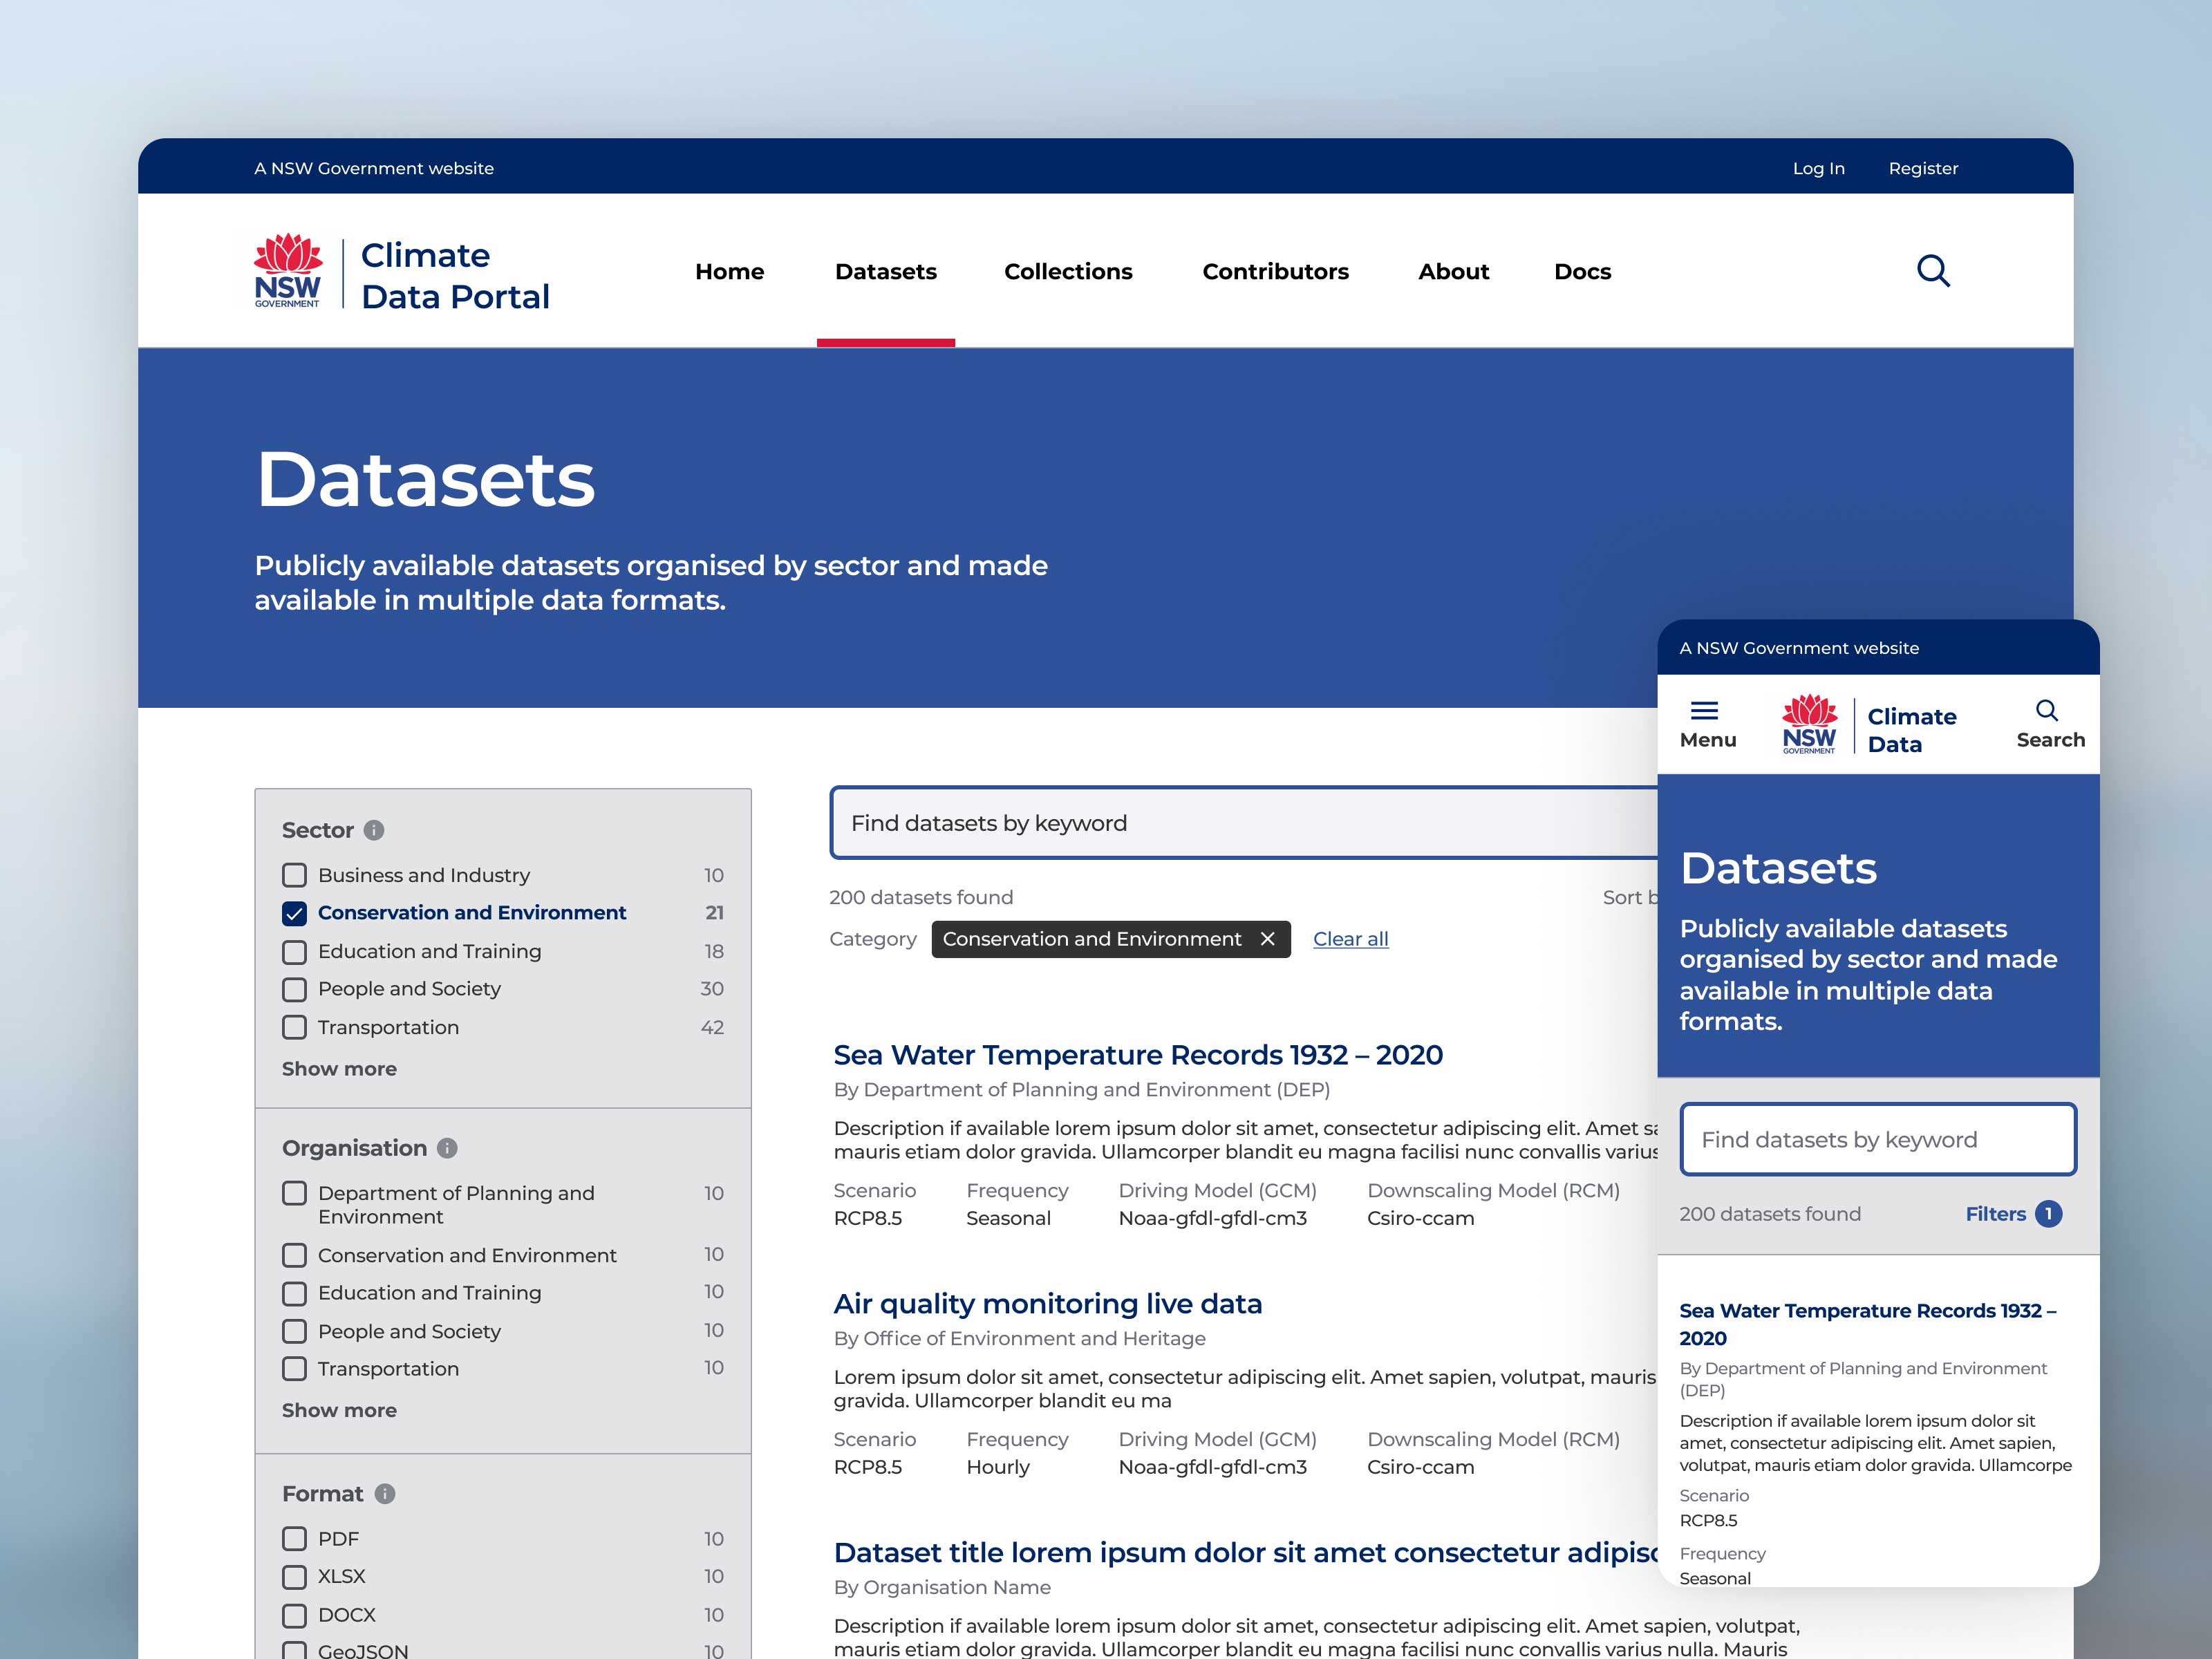 A NSW Government website
Log In
Register
NSW
GOVERNMENT
Climate
Data Portal
Home
Datasets
Collections
Contributors
About
Docs
Datasets
Publicly available datasets organised by sector and made
available in multiple data formats.
Sector
Business and Industry 10
Conservation and Environment 21
Education and Training 18
People and Society 30
Transportation 42
Show more
Organisation
Department of Planning and 10
Environment
Conservation and Environment 10
Education and Training 10
People and Society 10
Transportation 10
Show more
Format
PDF 10
XLSX 10
DOCX 10
GeoJSON 10
Find datasets by keyword
200 datasets found
Sort b
Category Conservation and Environment Clear all
Sea Water Temperature Records 1932 – 2020
By Department of Planning and Environment (DEP)
Description if available lorem ipsum dolor sit amet, consectetur adipiscing elit. Amet sa
mauris etiam dolor gravida. Ullamcorper blandit eu magna facilisi nunc convallis varius
Scenario Frequency Driving Model (GCM) Downscaling Model (RCM)
RCP8.5 Seasonal Noaa-gfdl-gfdl-cm3 Csiro-ccam
Air quality monitoring live data
By Office of Environment and Heritage
Lorem ipsum dolor sit amet, consectetur adipiscing elit. Amet sapien, volutpat, mauris
gravida. Ullamcorper blandit eu ma
Scenario Frequency Driving Model (GCM) Downscaling Model (RCM)
RCP8.5 Hourly Noaa-gfdl-gfdl-cm3 Csiro-ccam
Dataset title lorem ipsum dolor sit amet consectetur adipisc
By Organisation Name
Description if available lorem ipsum dolor sit amet, consectetur adipiscing elit. Amet sapien, volutpat,
mauris etiam dolor gravida. Ullamcorper blandit eu magna facilisi nunc convallis varius nulla. Mauris
A NSW Government website
Menu
NSW
GOVERNMENT
Climate
Data
Search
Datasets
Publicly available datasets
organised by sector and made
available in multiple data
formats.
Find datasets by keyword
200 datasets found
Filters 1
Sea Water Temperature Records 1932 –
2020
By Department of Planning and Environment
(DEP)
Description if available lorem ipsum dolor sit
amet, consectetur adipiscing elit. Amet sapien,
volutpat, mauris etiam dolor gravida. Ullamcorpe
Scenario
RCP8.5
Frequency
Seasonal